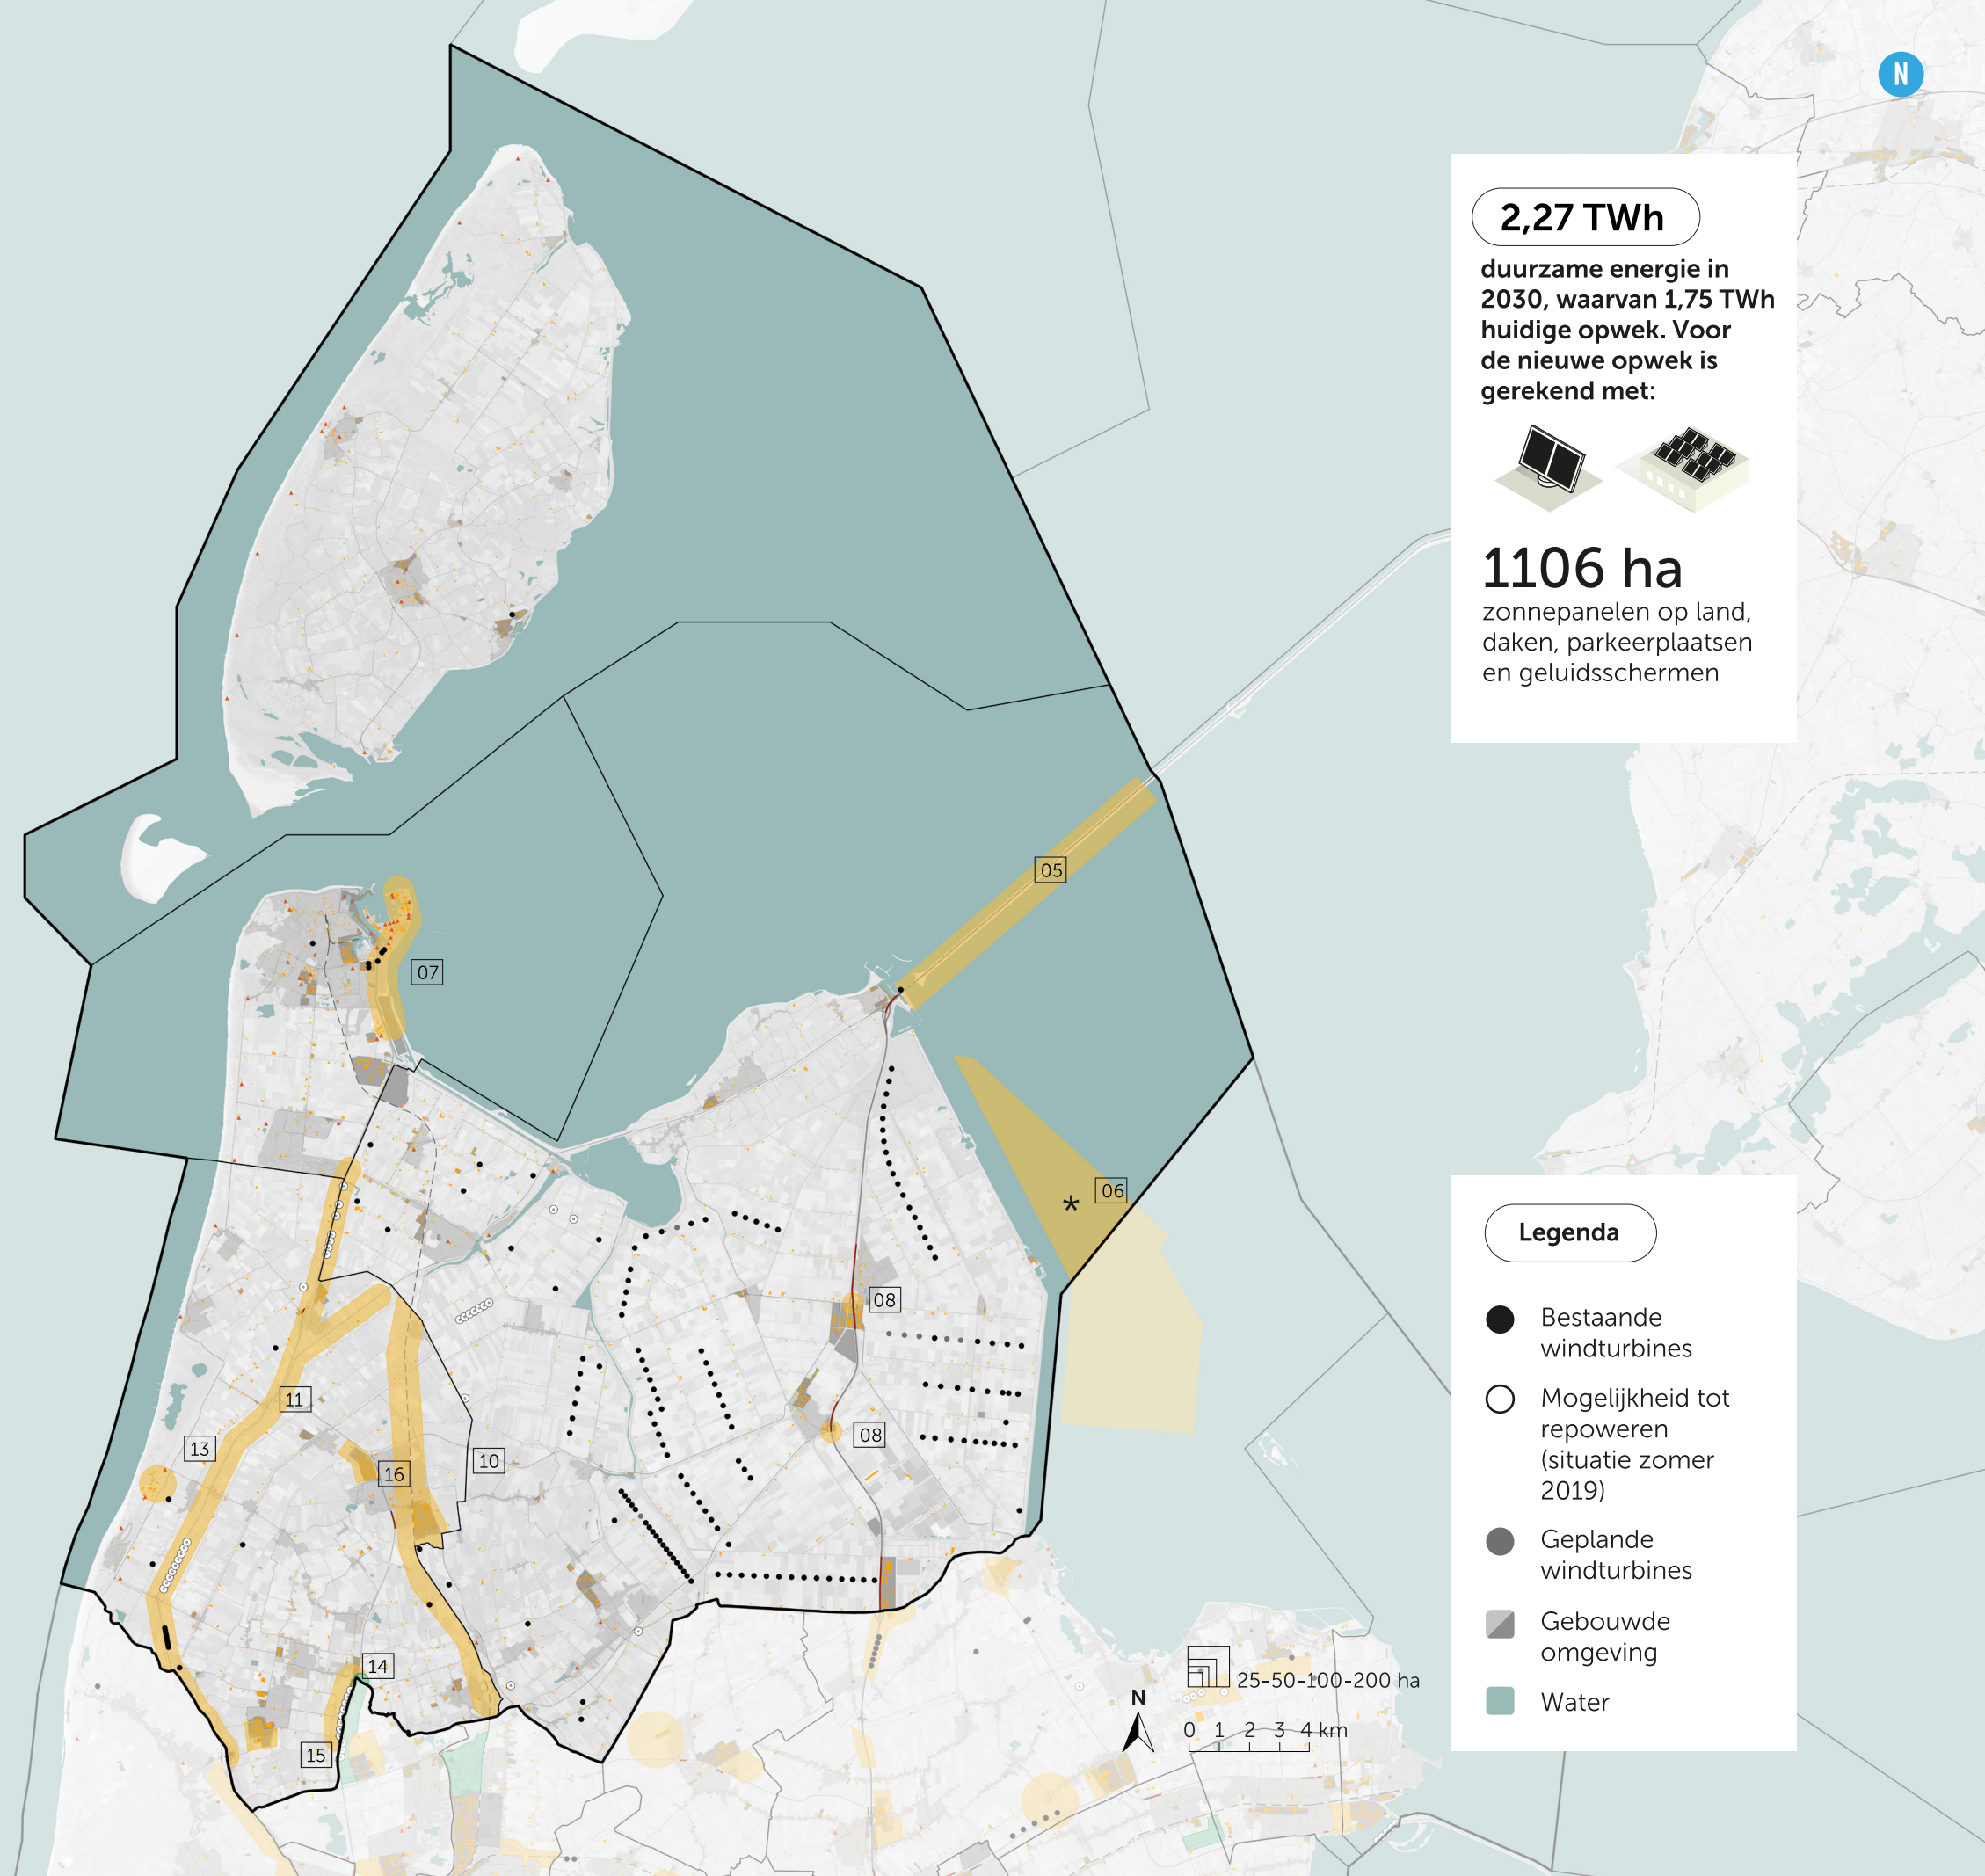 N
2,27 TWh
duurzame energie in
2030, waarvan 1,75 TWh
huidige opwek. Voor
de nieuwe opwek is
gerekend met:
1106 ha
zonnepanelen op land,
daken, parkeerplaatsen
en geluidsschermen
05
07
06
*
08
11
08
13
10
16
14
15
25-50-100-200 ha
N
0 1 2 3 4 km
Legenda
Bestaande
windturbines
Mogelijkheid tot
repoweren
(situatie zomer
2019)
Geplande
windturbines
Gebouwde
omgeving
Water